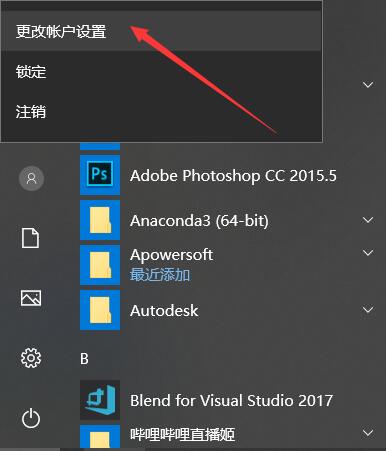 更改帐户设置
锁定
注销
Adobe Photoshop CC 2015.5
Anaconda3 (64-bit)
Apowersoft
最近添加
Autodesk
B
Blend for Visual Studio 2017
哔哩哔哩直播姬